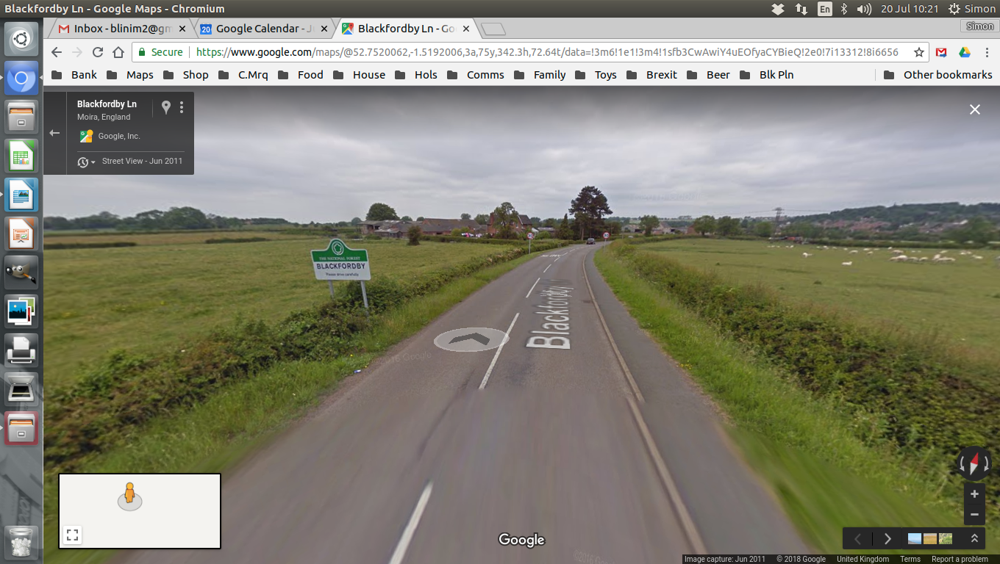 Blackfordby Ln - Google Maps - Chromium
En
20 Jul 10:21
Simon
Inbox - blinim2@gm
20
Google Calendar - J
Blackfordby Ln - Go
Simon
Secure
https://www.google.com/maps/@52.7520062,-1.5192006,3a,75y,342.3h,72.64t/data=!3m6!1e1!3m4!1sfb3CwAwiY4uEOfyaCYBieQ!2e0!7i13312!8i6656
Bank
Maps
Shop
C.Mrq
Food
House
Hols
Comms
Family
Toys
Brexit
Beer
Blk Pln
Other bookmarks
Blackfordby Ln
Moira, England
Google, Inc.
Street View - Jun 2011
THE NATIONAL FOREST
BLACKFORDBY
Please drive carefully
Blackfordby
Google
Image capture: Jun 2011 © 2018 Google United Kingdom Terms Report a problem